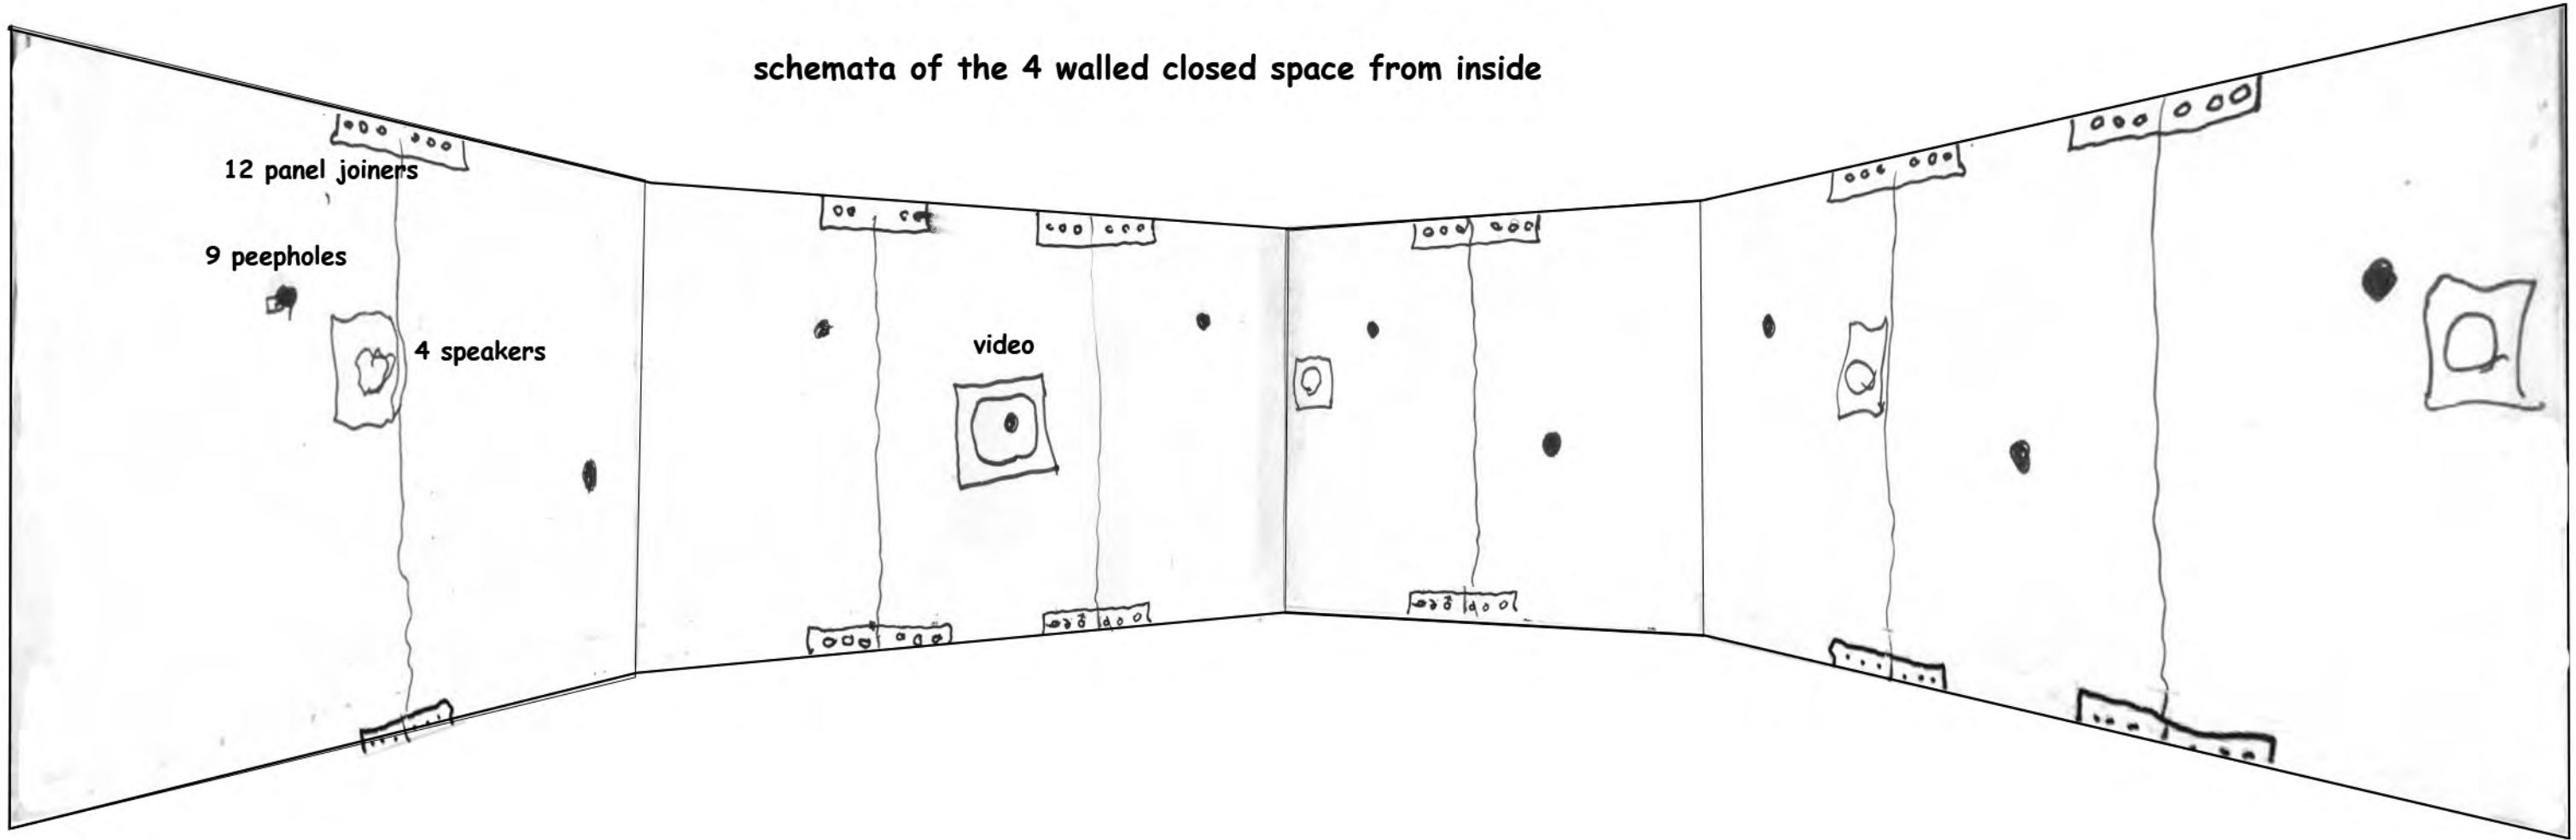 schemata of the 4 walled closed space from inside
12 panel joiners
9 peepholes
4 speakers
video